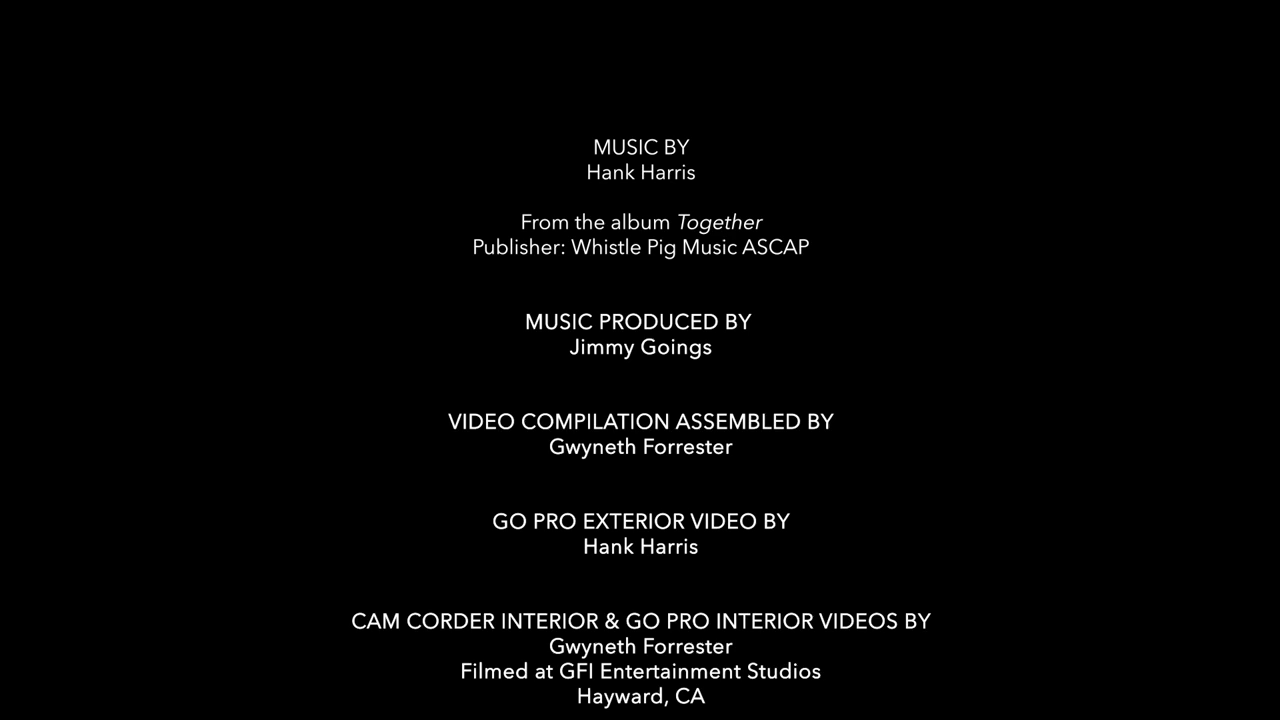 MUSIC BY
Hank Harris
From the album Together
Publisher: Whistle Pig Music ASCAP
MUSIC PRODUCED BY
Jimmy Goings
VIDEO COMPILATION ASSEMBLED BY
Gwyneth Forrester
GO PRO EXTERIOR VIDEO BY
Hank Harris
CAM CORDER INTERIOR & GO PRO INTERIOR VIDEOS BY
Gwyneth Forrester
Filmed at GFI Entertainment Studios
Hayward, CA